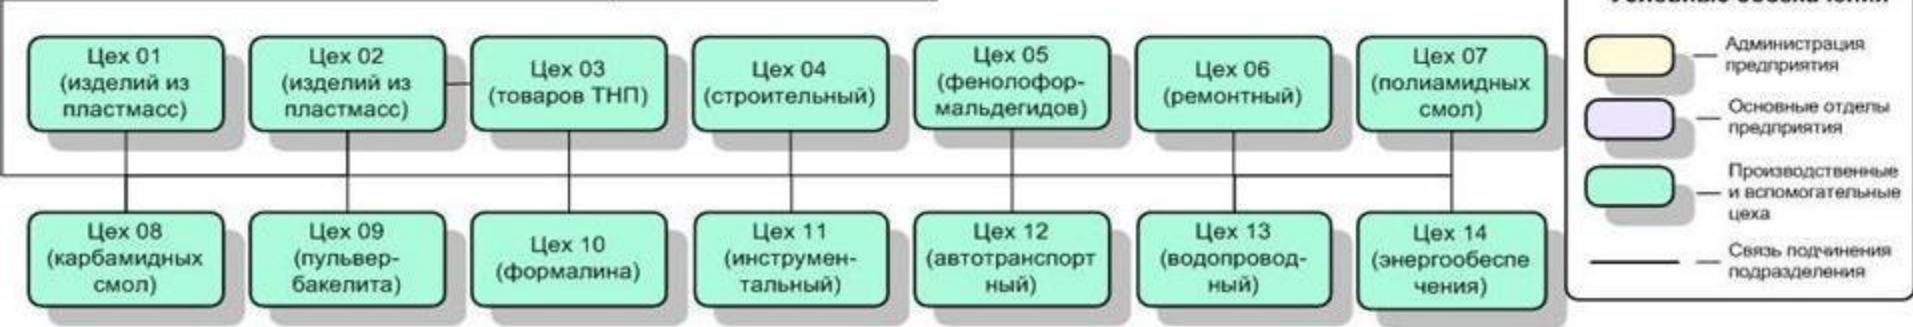 Цех 01
(изделий из
пластмасс)
Цех 02
(изделий из
пластмасс)
Цех 03
(товаров ТНП)
Цех 04
(строительный)
Цех 05
(фенолофор-
мальдегидов)
Цех 06
(ремонтный)
Цех 07
(полиамидных
смол)
Цех 08
(карбамидных
смол)
Цех 09
(пульвер-
бакелита)
Цех 10
(формалина)
Цех 11
(инструмен-
тальный)
Цех 12
(автотранспорт
ный)
Цех 13
(водопровод-
ный)
Цех 14
(энергообеспе
чения)
Администрация
предприятия
Основные отделы
предприятия
Производственные
и вспомогательные
цеха
Связь подчинения
подразделения